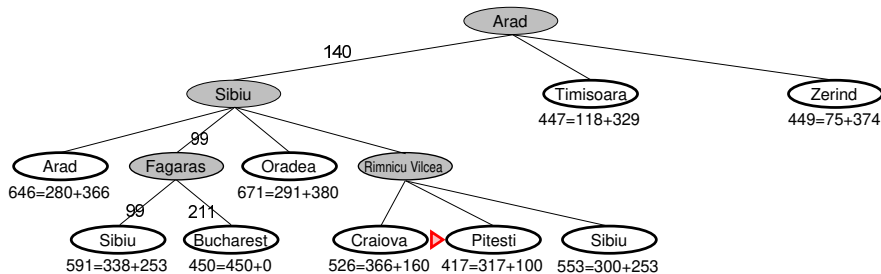 Arad
140
Sibiu
Timisoara
Zerind
447=118+329
449=75+374
99
Arad
Fagaras
Oradea
Rimnicu Vilcea
646=280+366
671=291+380
99
211
Sibiu
Bucharest
Craiova
Pitesti
Sibiu
591=338+253
450=450+0
526=366+160
417=317+100
553=300+253